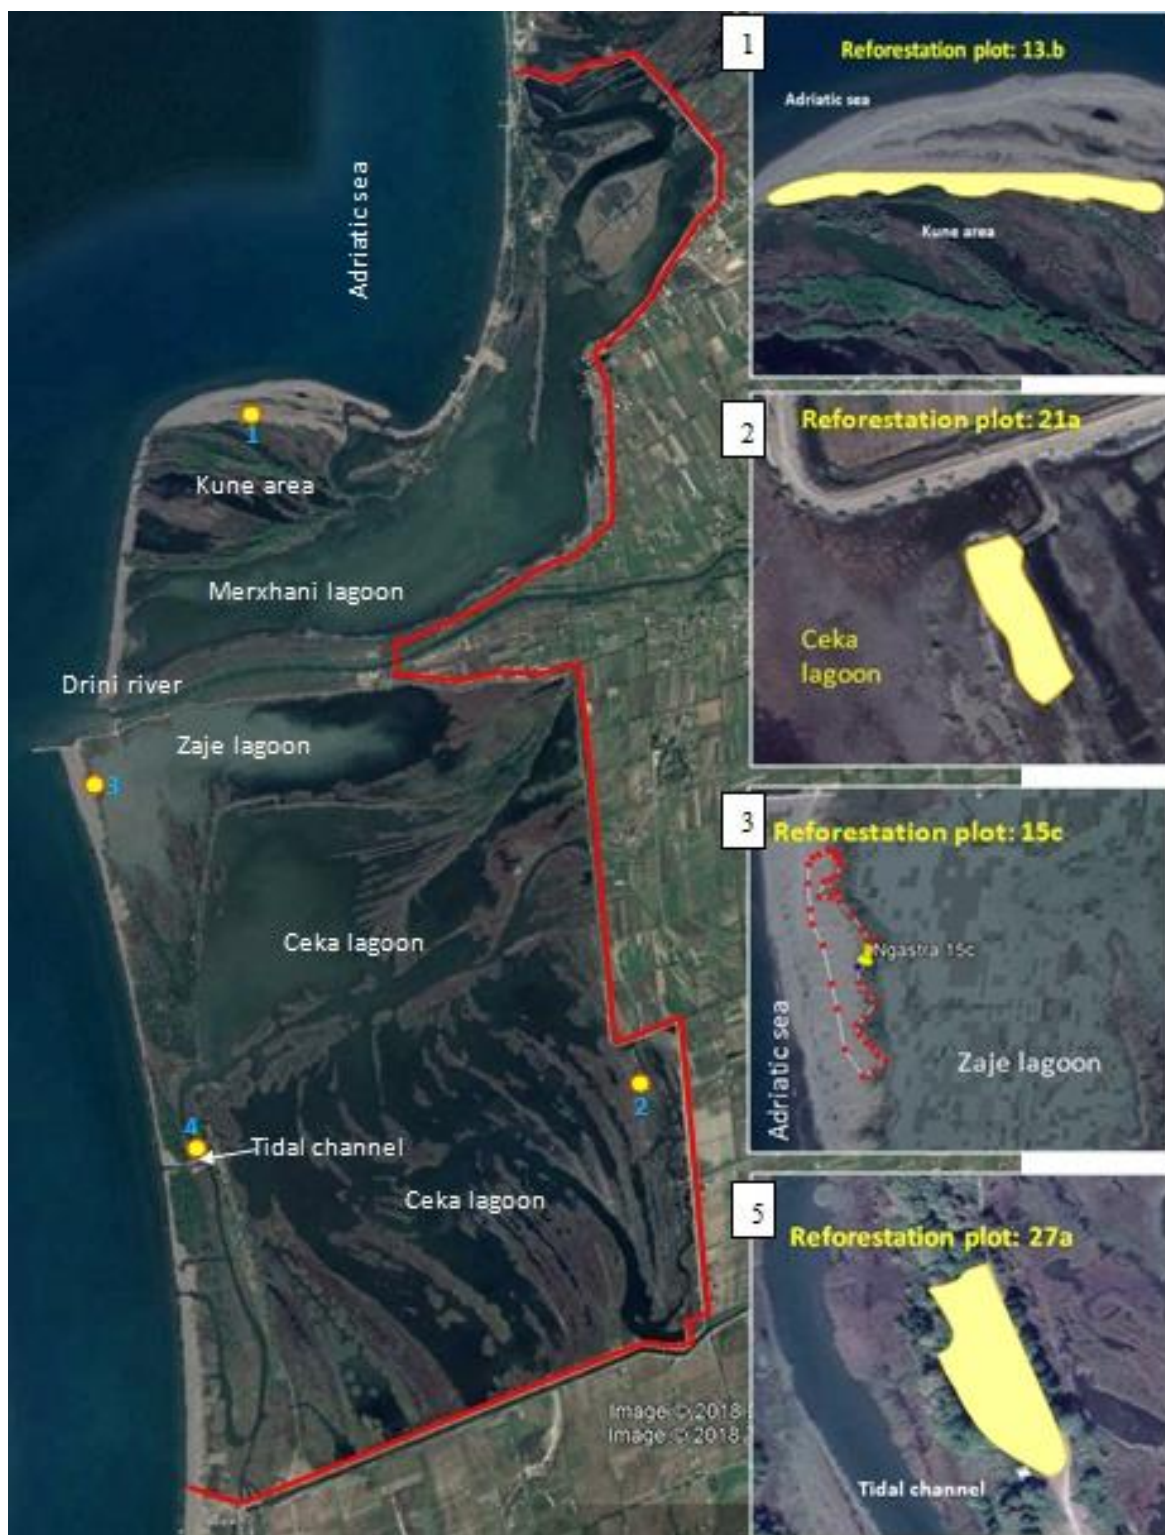 Adriatic sea
1
Kune area
Merxhani lagoon
Drini river
Zaje lagoon
3
Ceka lagoon
2
4
Tidal channel
Ceka lagoon
Image © 2018
Image © 2018
1
Reforestation plot: 13.b
Adriatic sea
Kune area
2
Reforestation plot: 21a
Ceka
lagoon
3
Reforestation plot: 15c
Ngastra 15c
Adriatic sea
Zaje lagoon
5
Reforestation plot: 27a
Tidal channel